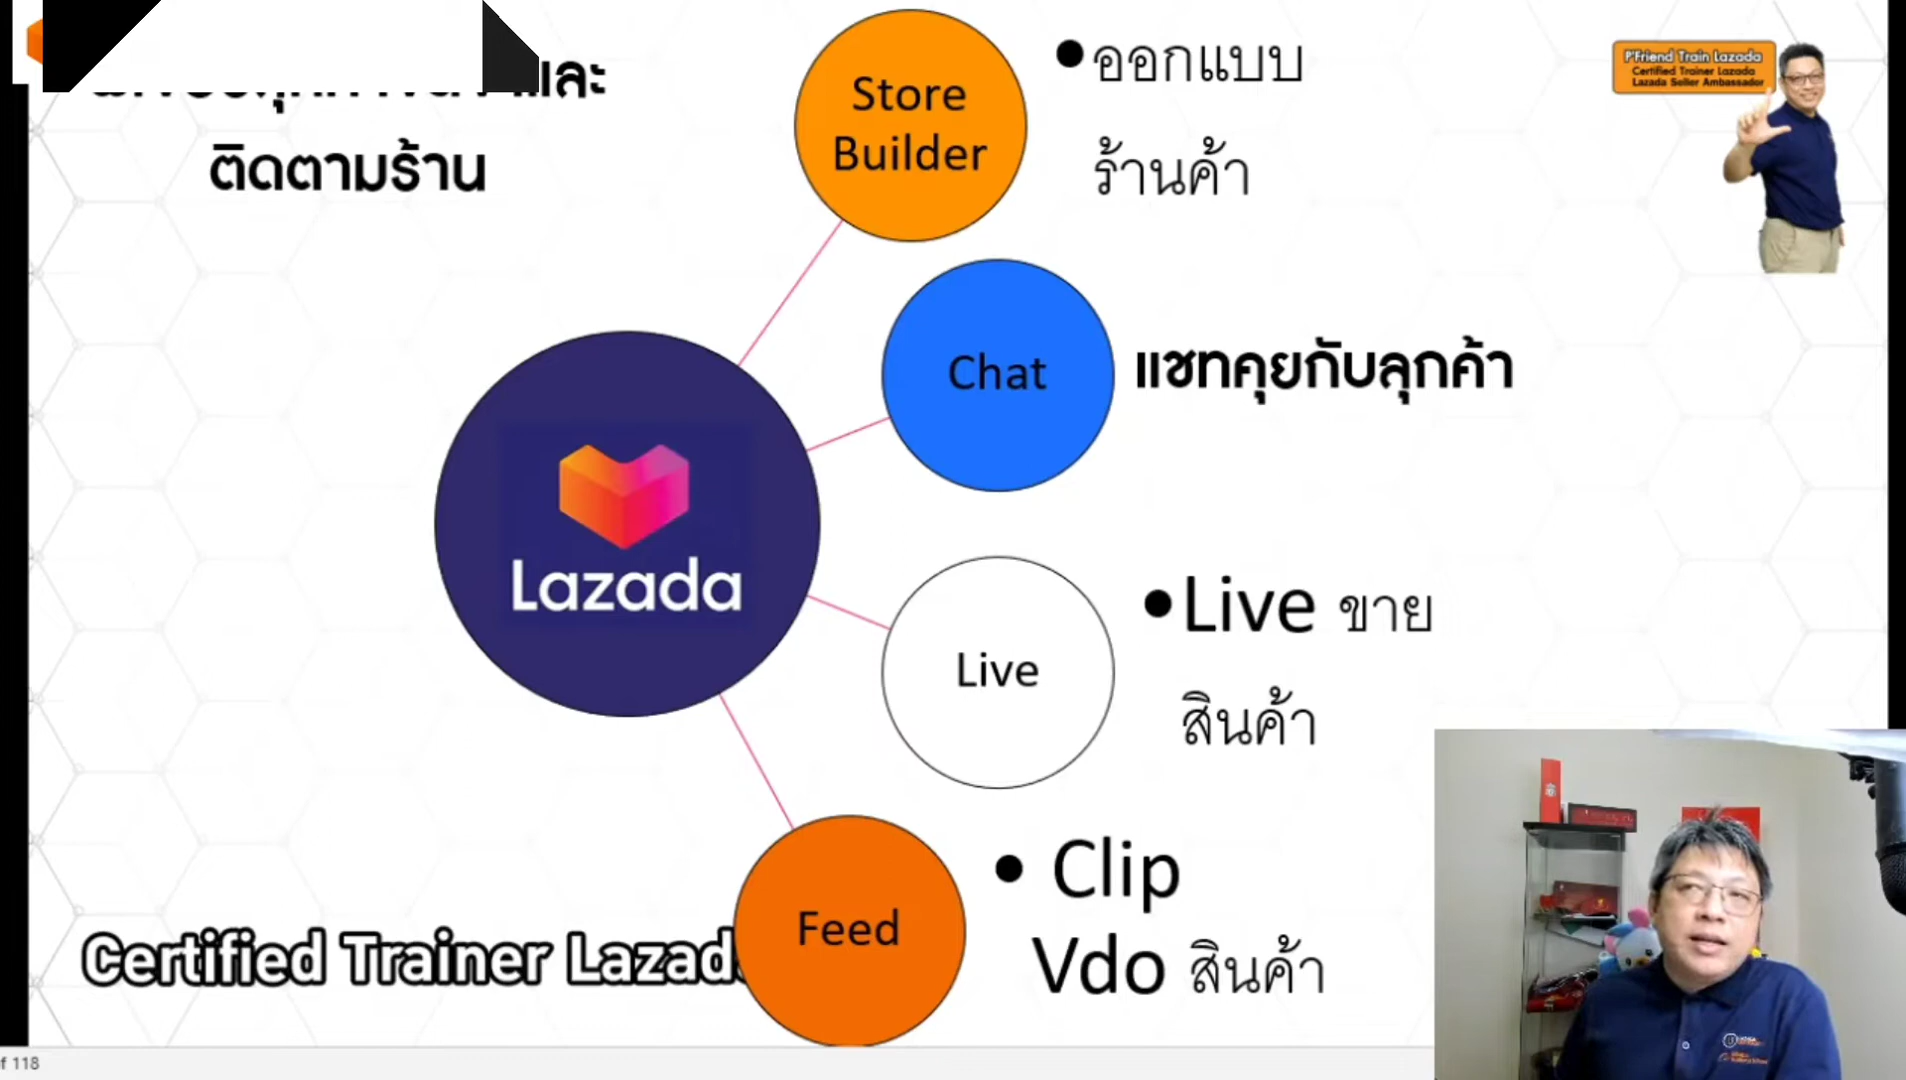 และ
ติดตามร้าน
Store
Builder
•ออกแบบ
ร้านค้า
P'Friend Train Lazada
Certified Trainer Lazada
Lazada Seller Ambassador
Chat
แชทคุยกับลุกค้า
Lazada
Live
•Live ขาย
สินค้า
Feed
• Clip
Vdo สินค้า
Certified Trainer Lazad
of 118